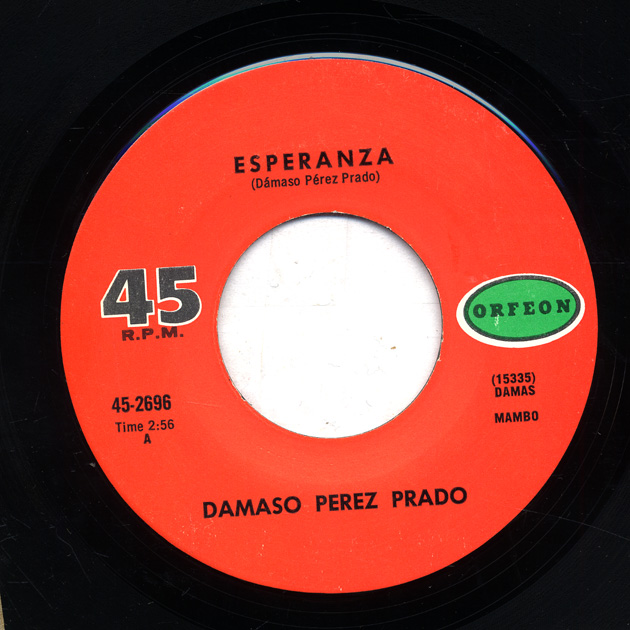 ESPERANZA
(Dámaso Pérez Prado)
45
R.P.M.
ORFEON
45-2696
Time 2:56
A
(15335)
DAMAS
MAMBO
DAMASO PEREZ PRADO